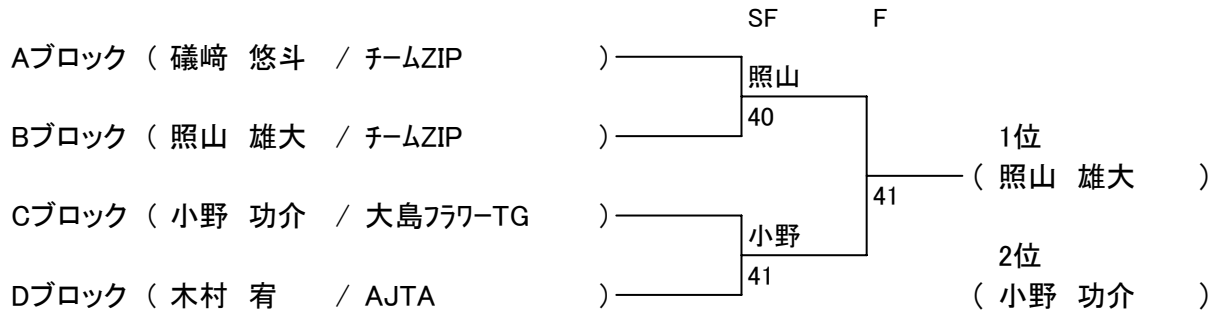 SF F
Aブロック ( 礒﨑 悠斗 / ﾁｰﾑZIP )
照山
40
Bブロック ( 照山 雄大 / ﾁｰﾑZIP )
1位
( 照山 雄大 )
41
Cブロック ( 小野 功介 / 大島ﾌﾗﾜｰTG )
小野
41
2位
Dブロック ( 木村 宥 / AJTA )
( 小野 功介 )